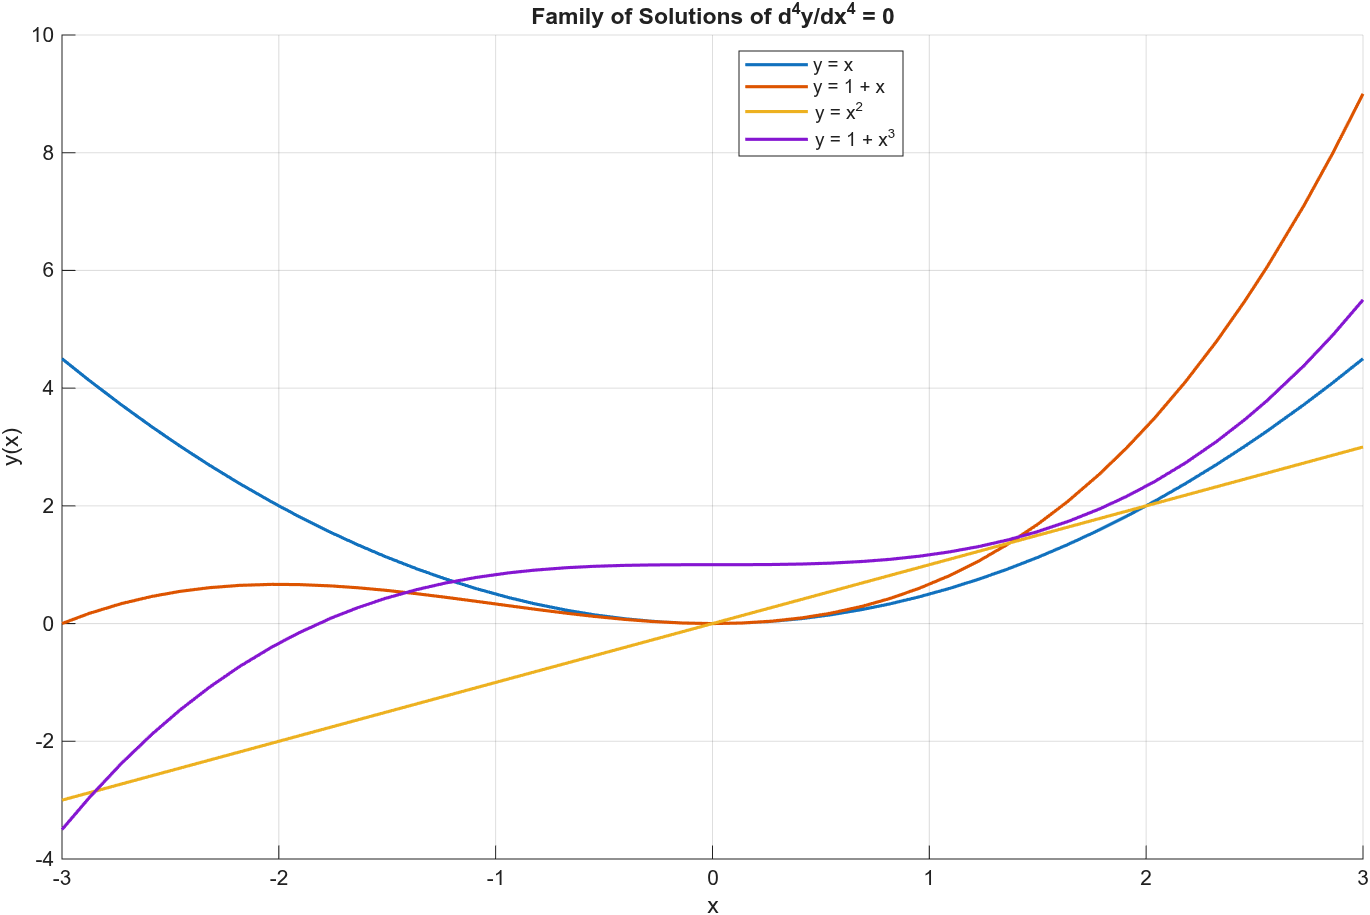 Family of Solutions of d⁴y/dx⁴ = 0
y = x
y = 1 + x
y = x²
y = 1 + x³
10
8
6
4
2
0
-2
-4
y(x)
-3 -2 -1 0 1 2 3
x